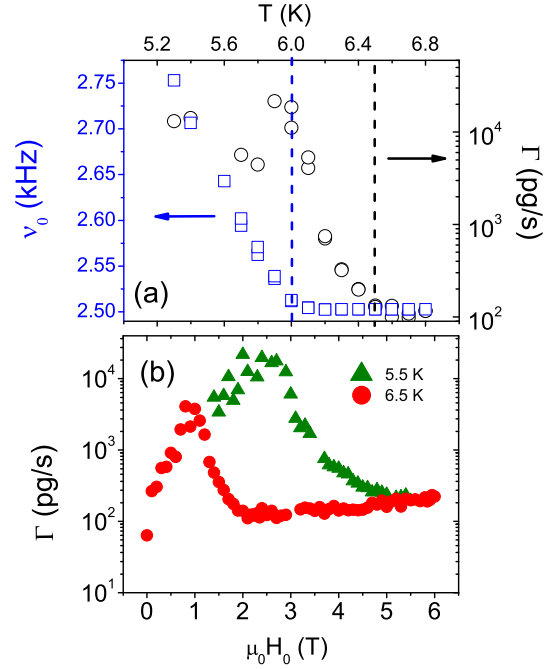 T (K)
5.2 5.6 6.0 6.4 6.8
2.75
2.70
2.65
2.60
2.55
2.50
ν0 (kHz)
10^4
10^3
10^2
Γ (pg/s)
(a)
(b)
5.5 K
6.5 K
10^4
10^3
10^2
10^1
Γ (pg/s)
0 1 2 3 4 5 6
μ0H0 (T)